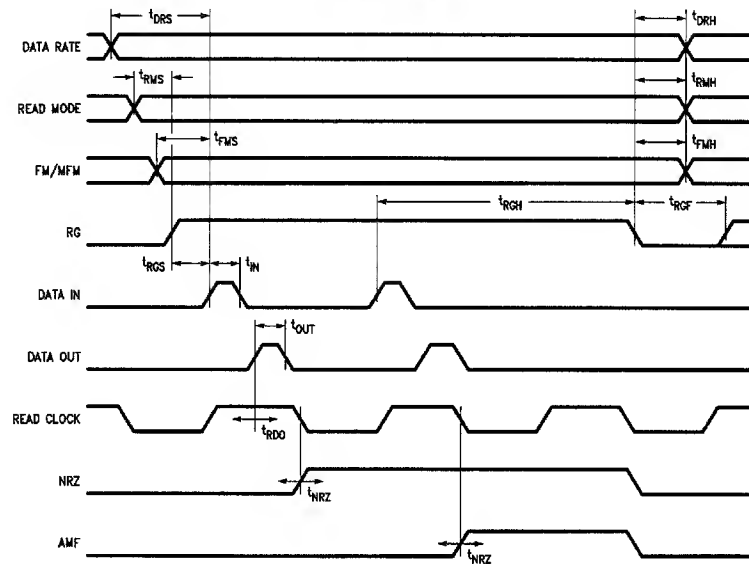 tDRS tDRH
DATA RATE
tRMS tRMH
READ MODE
tFMS tFMH
FM/MFM
tRGH tRGF
RG
tRGS tIN
DATA IN
tOUT
DATA OUT
READ CLOCK
tRDO
NRZ
tNRZ
AMF
tNRZ